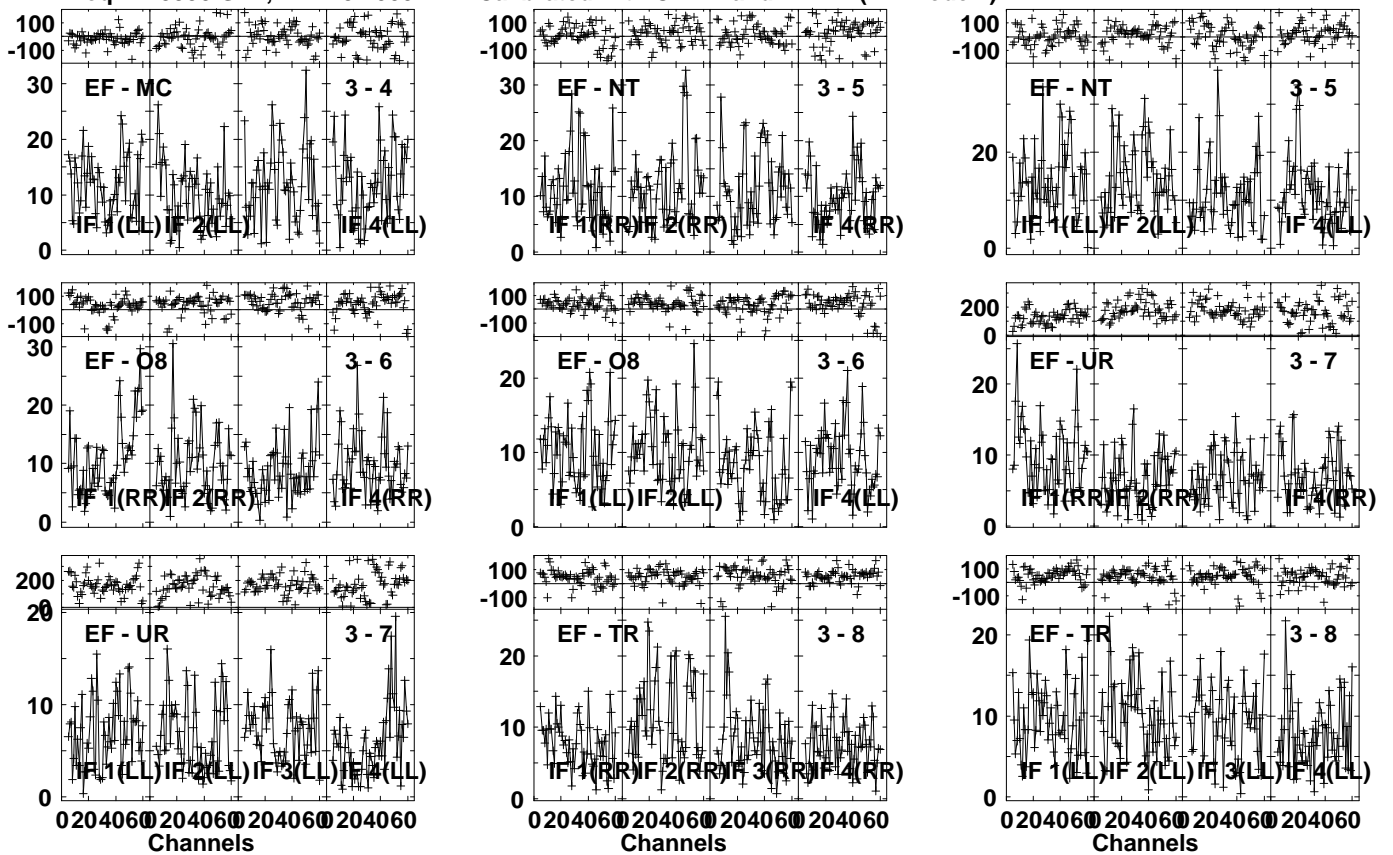 100 100 100
-100 -100 -100
EF - MC 3 - 4 EF - NT 3 - 5 EF - NT 3 - 5
30 30
20 20 20
10 10
IF 1(LL) IF 2(LL) IF 4(LL) IF 1(RR) IF 2(RR) IF 4(RR) IF 1(LL) IF 2(LL) IF 4(LL)
0 0 0
100 100 200
-100 -100 0
EF - O8 3 - 6 EF - O8 3 - 6 EF - UR 3 - 7
30
20 20 20
10 10 10
IF 1(RR) IF 2(RR) IF 4(RR) IF 1(LL) IF 2(LL) IF 4(LL) IF 1(RR) IF 2(RR) IF 4(RR)
0 0 0
200 100 100
0 -100 -100
20
EF - UR 3 - 7 EF - TR 3 - 8 EF - TR 3 - 8
20 20
10 10 10
IF 1(LL) IF 2(LL) IF 3(LL) IF 4(LL) IF 1(RR) IF 2(RR) IF 3(RR) IF 4(RR) IF 1(LL) IF 2(LL) IF 3(LL) IF 4(LL)
0 0 0
0 20 40 60 0 20 40 60 0 20 40 60 0 20 40 60 0 20 40 60 0 20 40 60 0 20 40 60 0 20 40 60 0 20 40 60 0 20 40 60 0 20 40 60 0 20 40 60
Channels Channels Channels